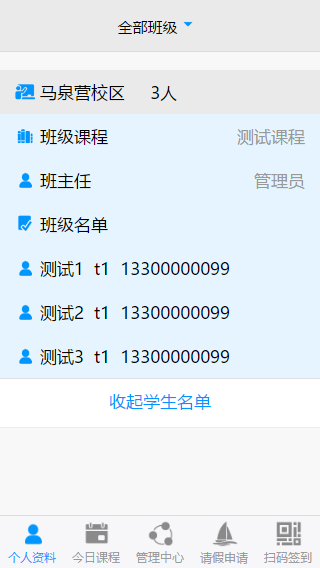 全部班级
马泉营校区 3人
班级课程 测试课程
班主任 管理员
班级名单
测试1 t1 13300000099
测试2 t1 13300000099
测试3 t1 13300000099
收起学生名单
个人资料 今日课程 管理中心 请假申请 扫码签到